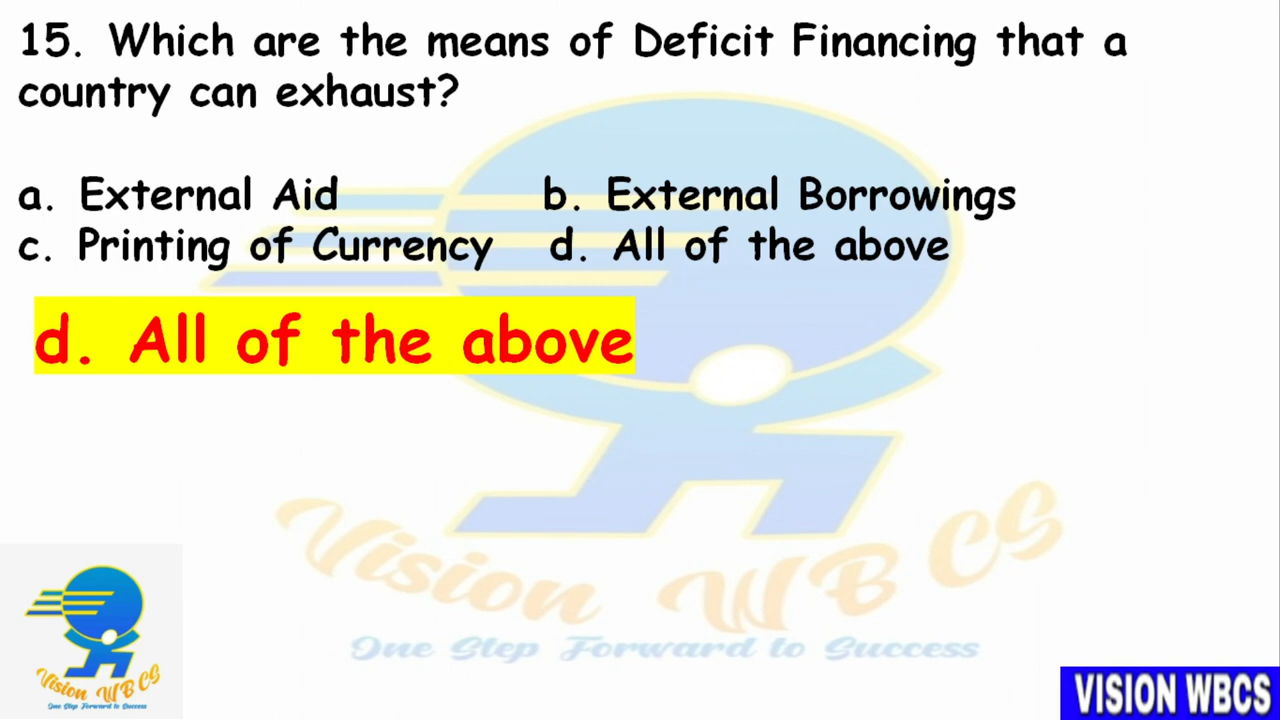 15. Which are the means of Deficit Financing that a
country can exhaust?
a. External Aid b. External Borrowings
c. Printing of Currency d. All of the above
d. All of the above
Vision WBCS
One Step Forward to Success
Vision WBCS
One Step Forward to Success
VISION WBCS